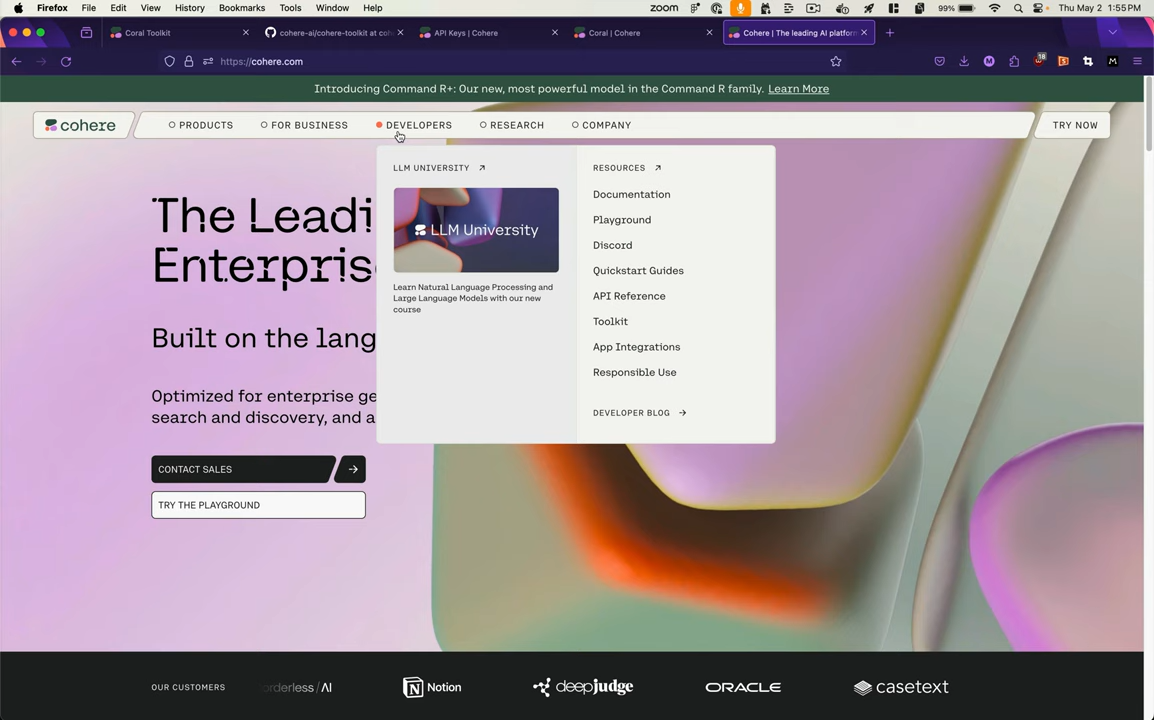 Firefox File Edit View History Bookmarks Tools Window Help
zoom 99% Thu May 2 1:55PM
Coral Toolkit
cohere-ai/cohere-toolkit at coh
API Keys | Cohere
Coral | Cohere
Cohere | The leading AI platform
https://cohere.com
18
Introducing Command R+: Our new, most powerful model in the Command R family. Learn More
cohere
PRODUCTS
FOR BUSINESS
DEVELOPERS
RESEARCH
COMPANY
TRY NOW
The Leadi
Enterpris
Built on the lang
Optimized for enterprise ge
search and discovery, and a
CONTACT SALES
TRY THE PLAYGROUND
LLM UNIVERSITY
LLM University
Learn Natural Language Processing and
Large Language Models with our new
course
RESOURCES
Documentation
Playground
Discord
Quickstart Guides
API Reference
Toolkit
App Integrations
Responsible Use
DEVELOPER BLOG
OUR CUSTOMERS
orderless/AI
Notion
deepjudge
ORACLE
casetext